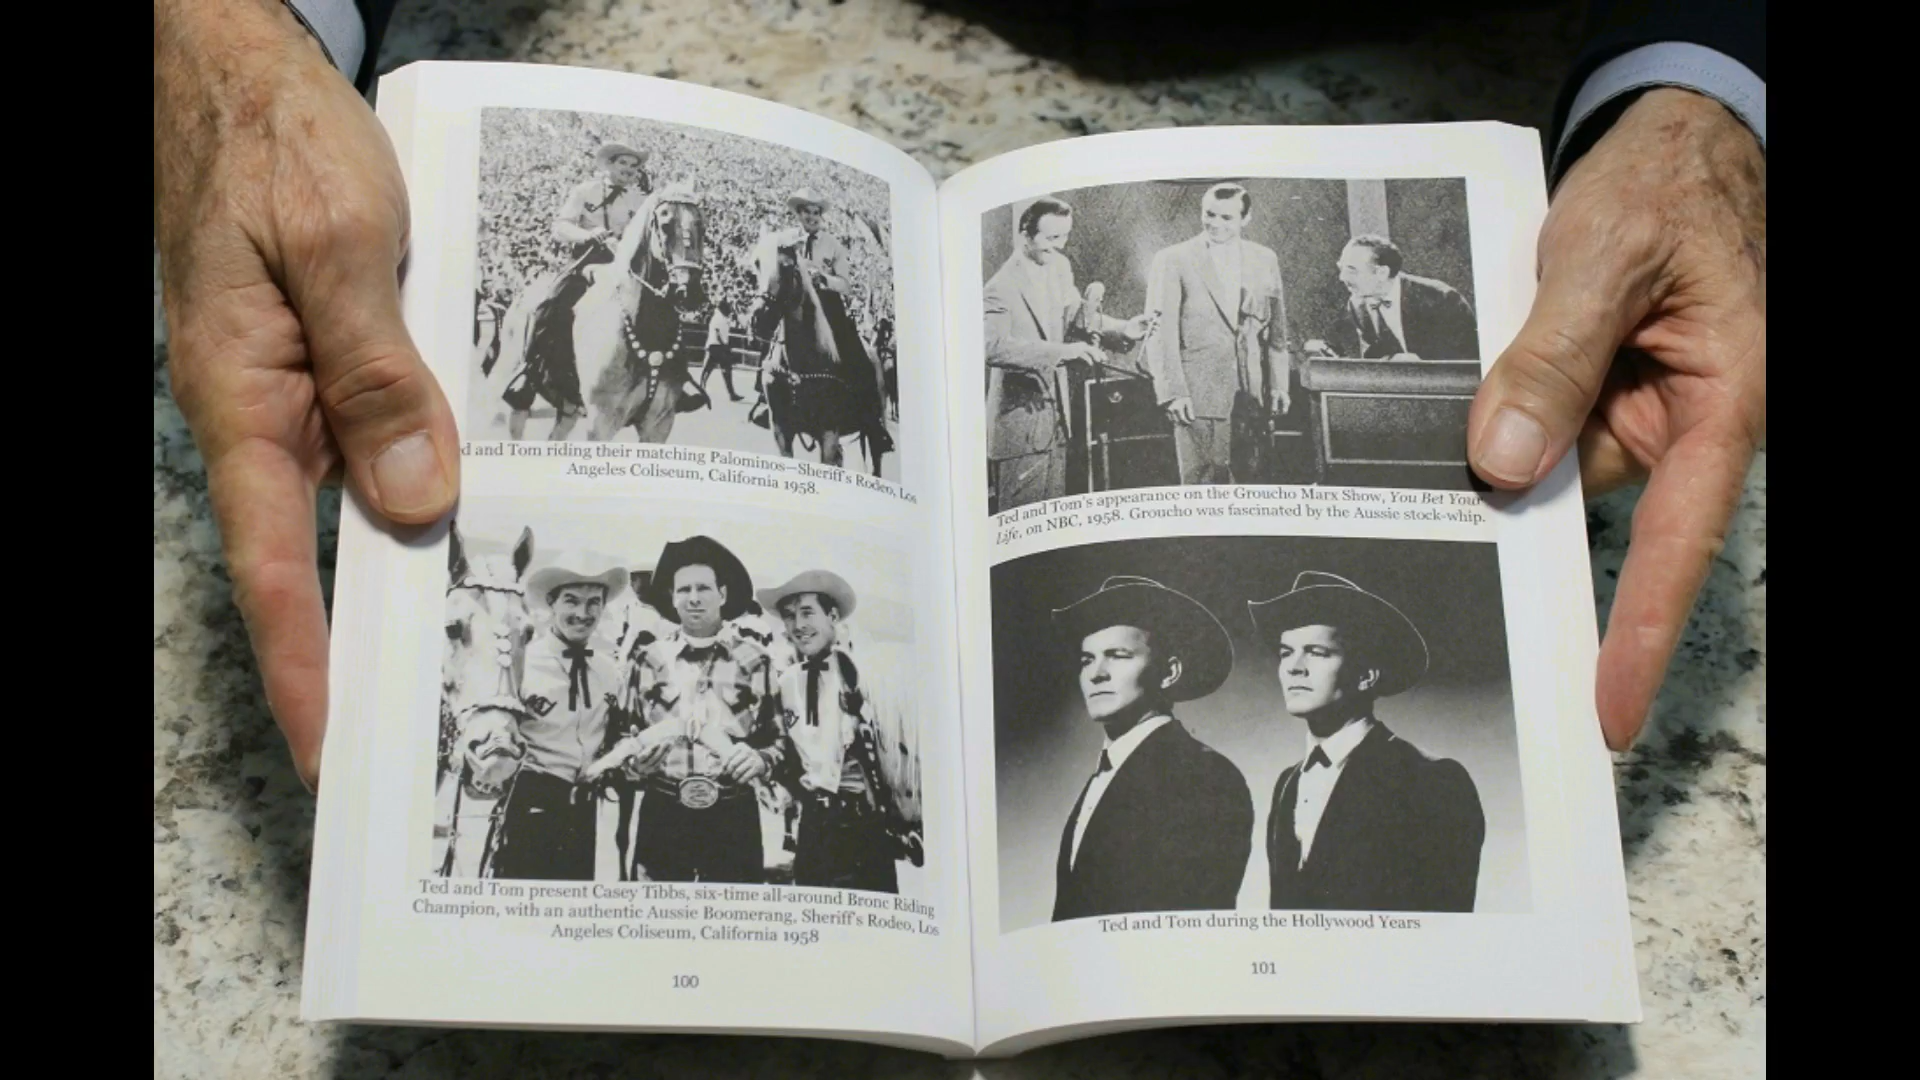 d and Tom riding their matching Palominos—Sheriff's Rodeo, Los
Angeles Coliseum, California 1958.
Ted and Tom present Casey Tibbs, six-time all-around Bronc Riding
Champion, with an authentic Aussie Boomerang, Sheriff's Rodeo, Los
Angeles Coliseum, California 1958
100
Ted and Tom's appearance on the Groucho Marx Show, You Bet Your
Life, on NBC, 1958. Groucho was fascinated by the Aussie stock-whip.
Ted and Tom during the Hollywood Years
101